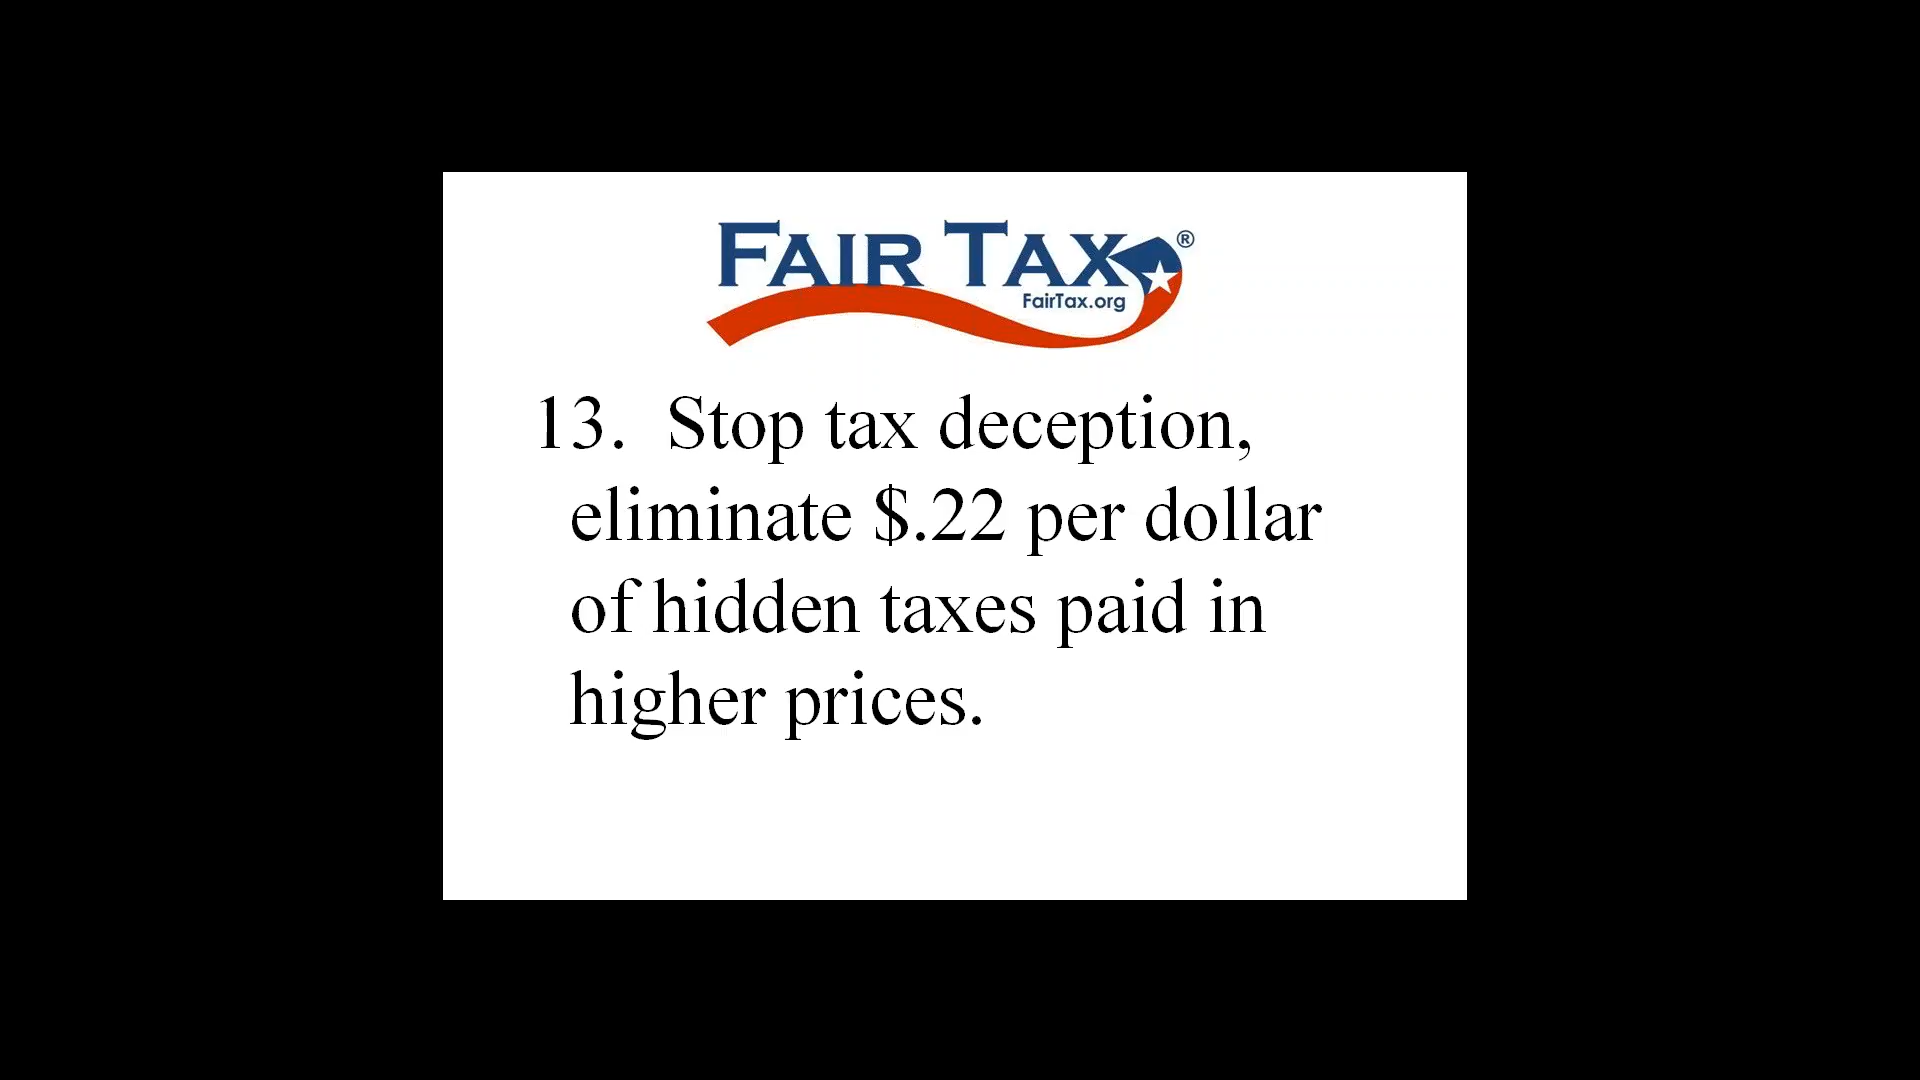 FAIR TAX®
FairTax.org
13. Stop tax deception,
eliminate $.22 per dollar
of hidden taxes paid in
higher prices.